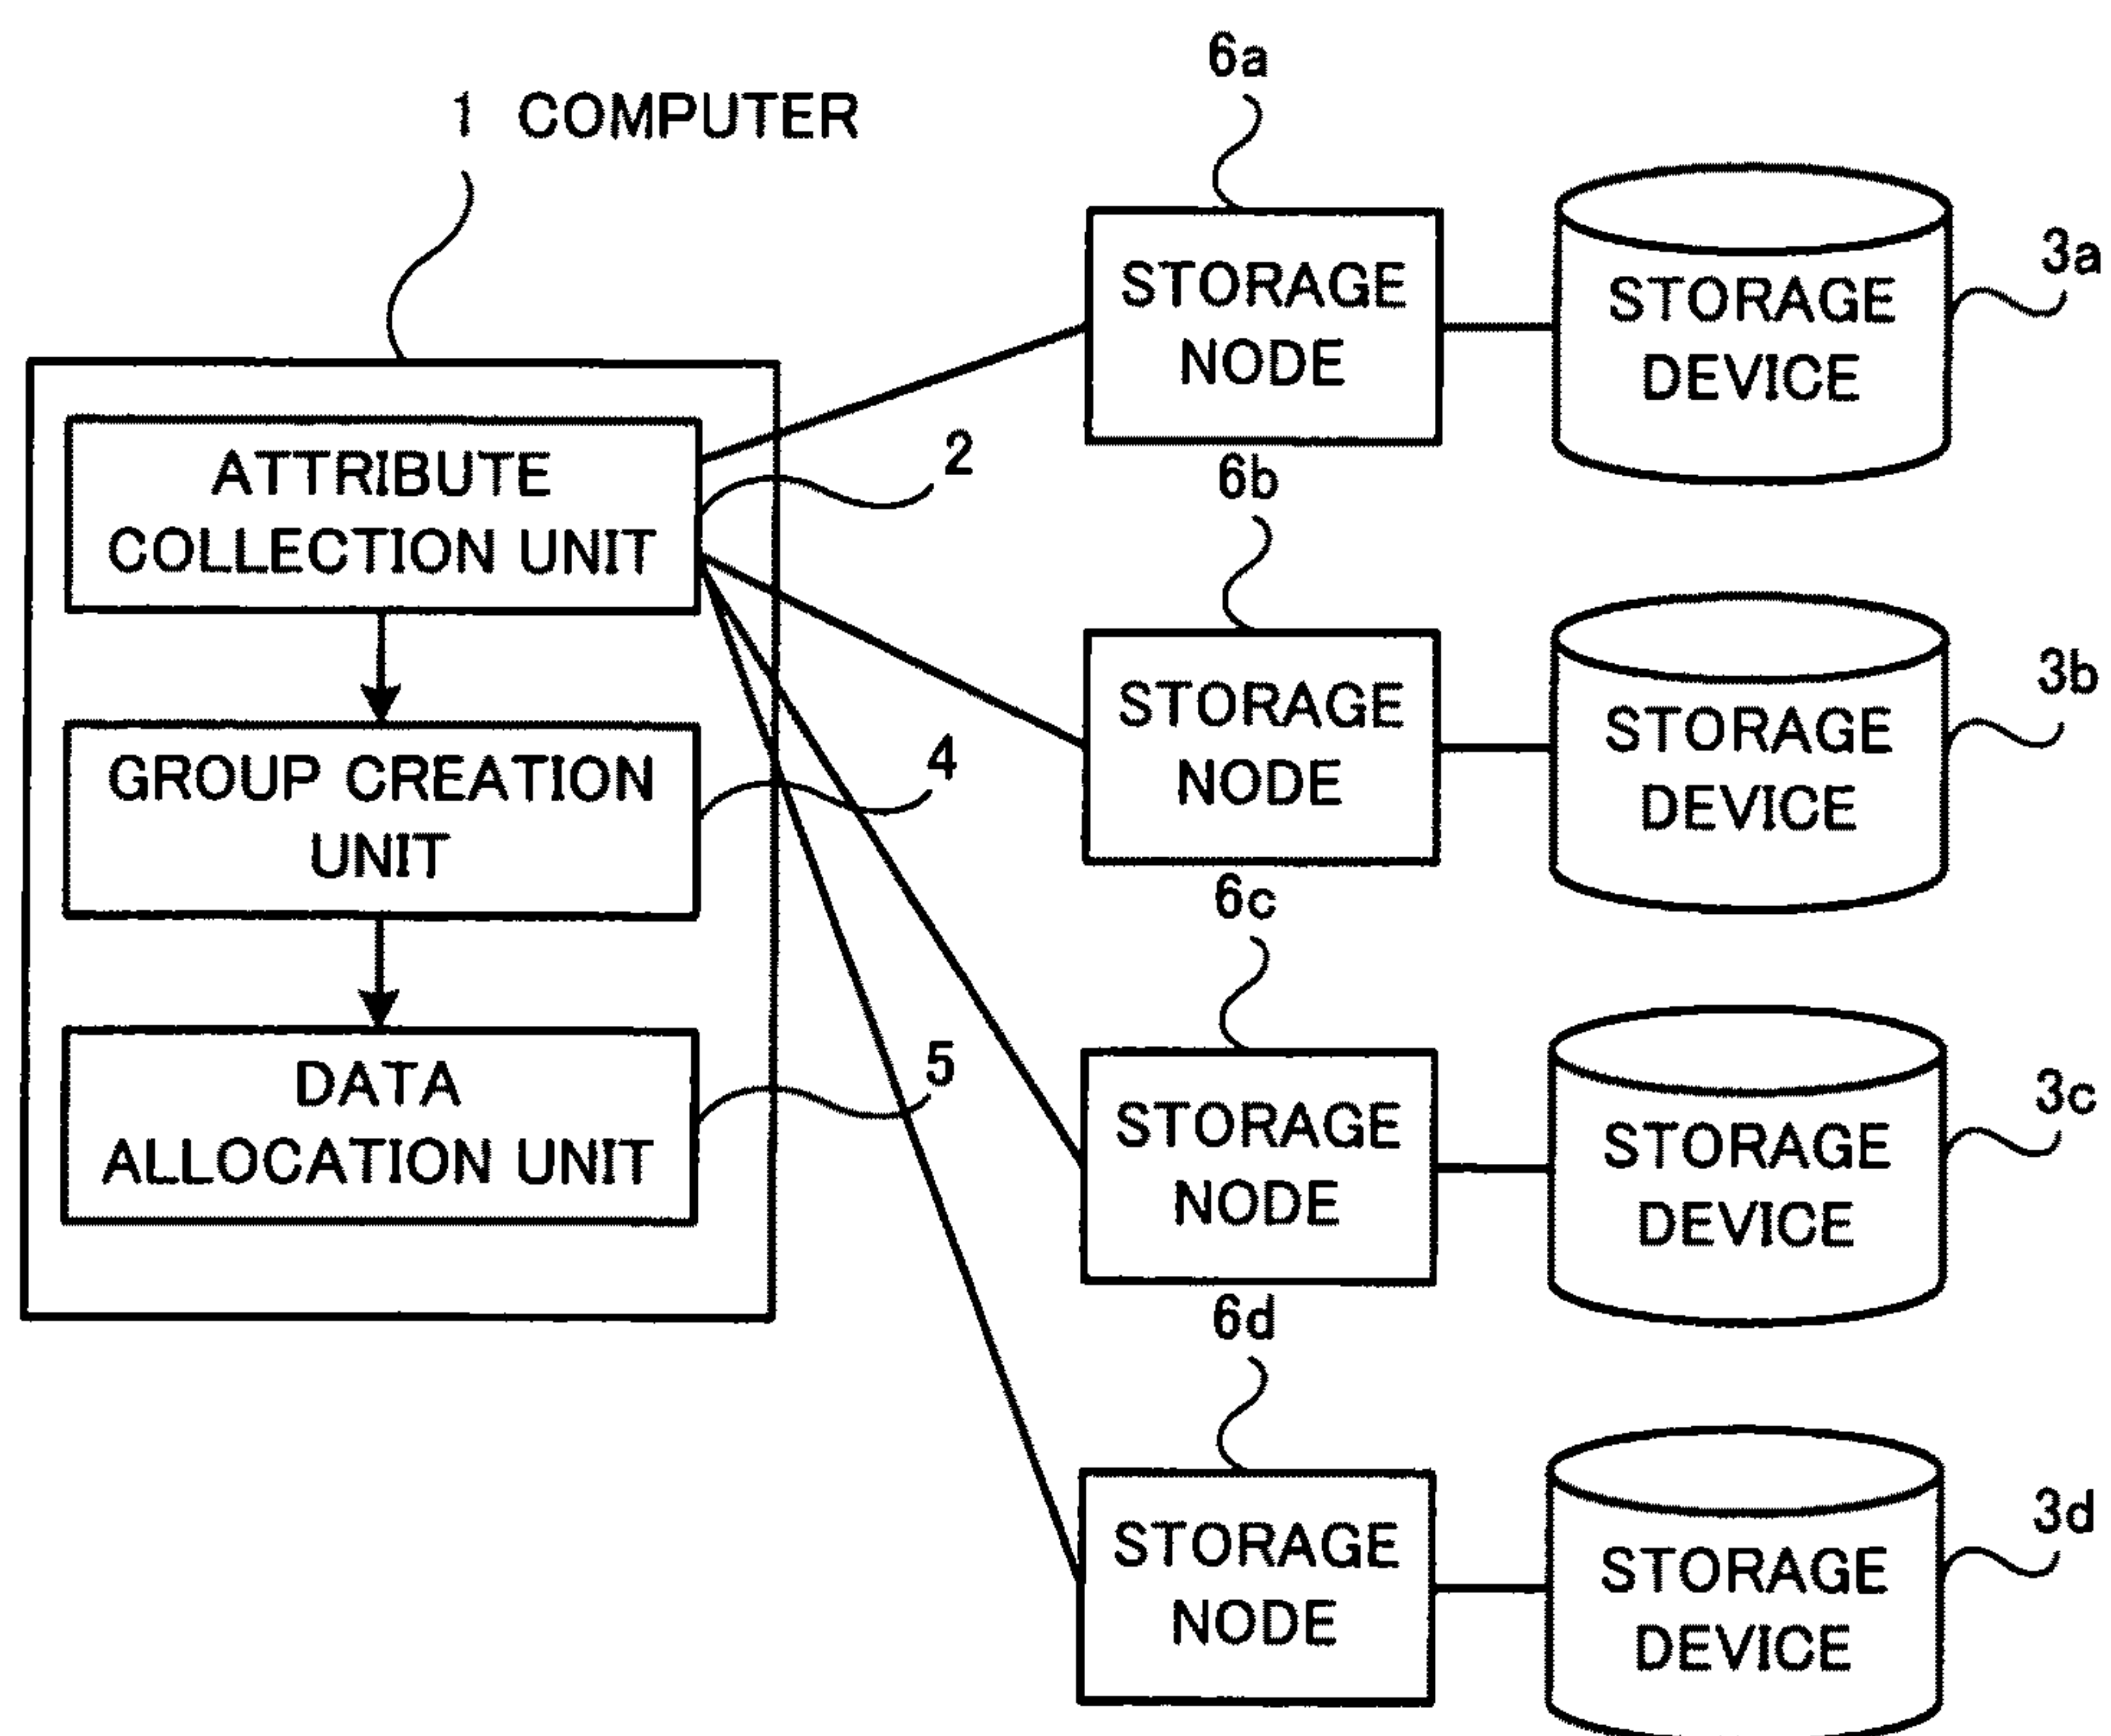 1 COMPUTER
ATTRIBUTE
COLLECTION UNIT
2
GROUP CREATION
UNIT
4
DATA
ALLOCATION UNIT
5
6a
STORAGE
NODE
STORAGE
DEVICE
3a
6b
STORAGE
NODE
STORAGE
DEVICE
3b
6c
STORAGE
NODE
STORAGE
DEVICE
3c
6d
STORAGE
NODE
STORAGE
DEVICE
3d